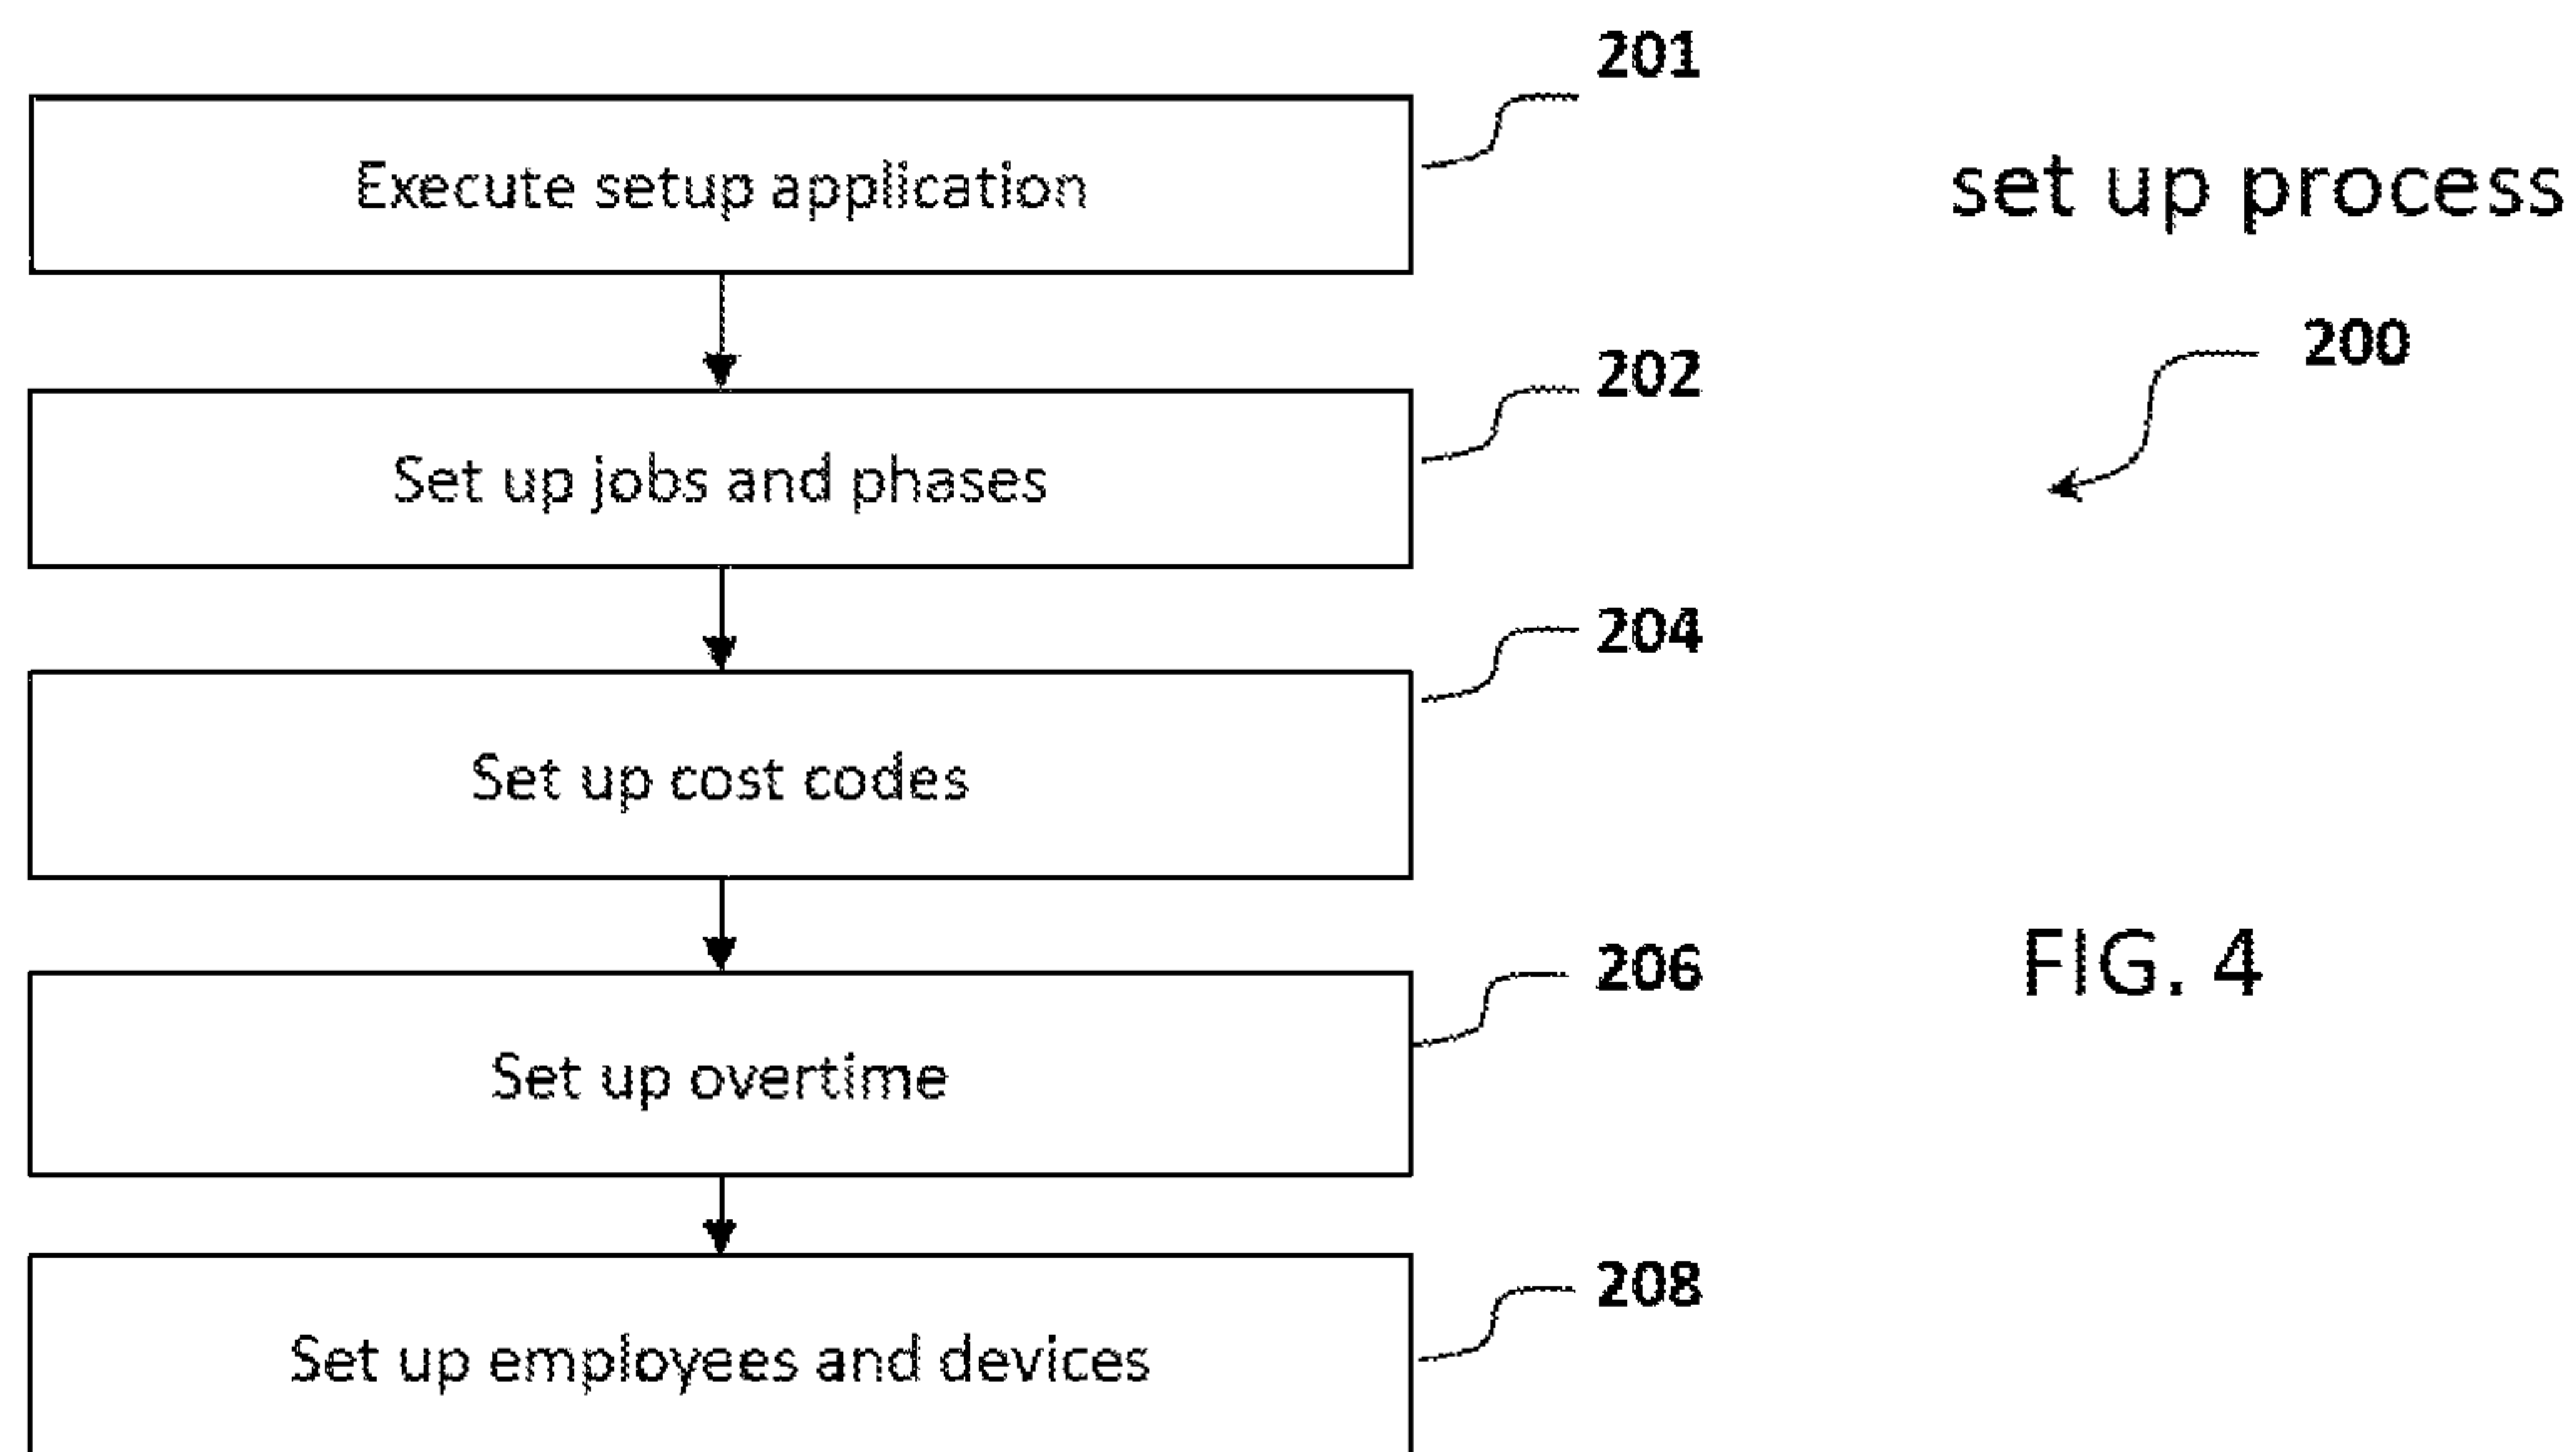 201
Execute setup application
set up process
200
202
Set up jobs and phases
204
Set up cost codes
206
FIG. 4
Set up overtime
208
Set up employees and devices